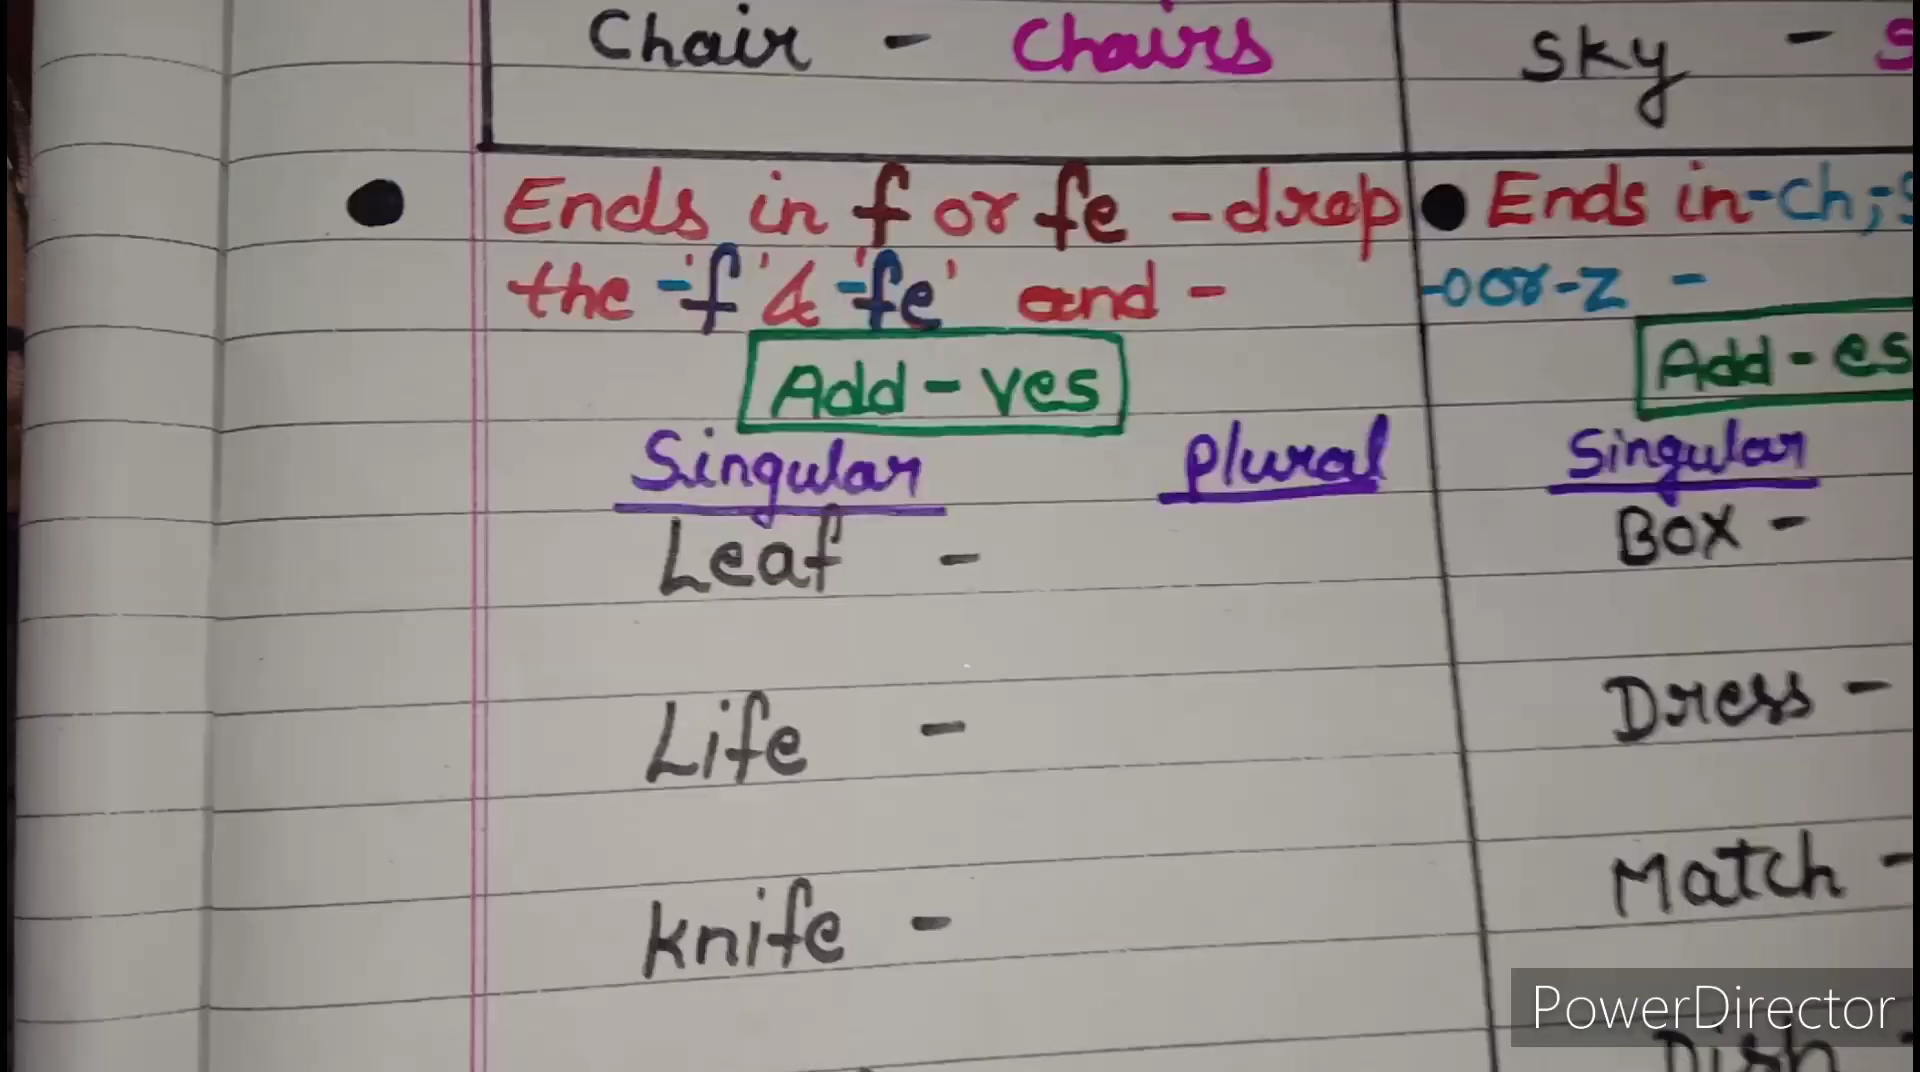 Chair - Chairs
Sky -
Ends in f or fe - drop
the -'f' & -'fe' and -
Add - ves
Singular Plural
Leaf -
Life -
Knife -
Ends in - Ch;
-o or -z -
Add - es
Singular
Box -
Dress -
Match -
Dish
PowerDirector